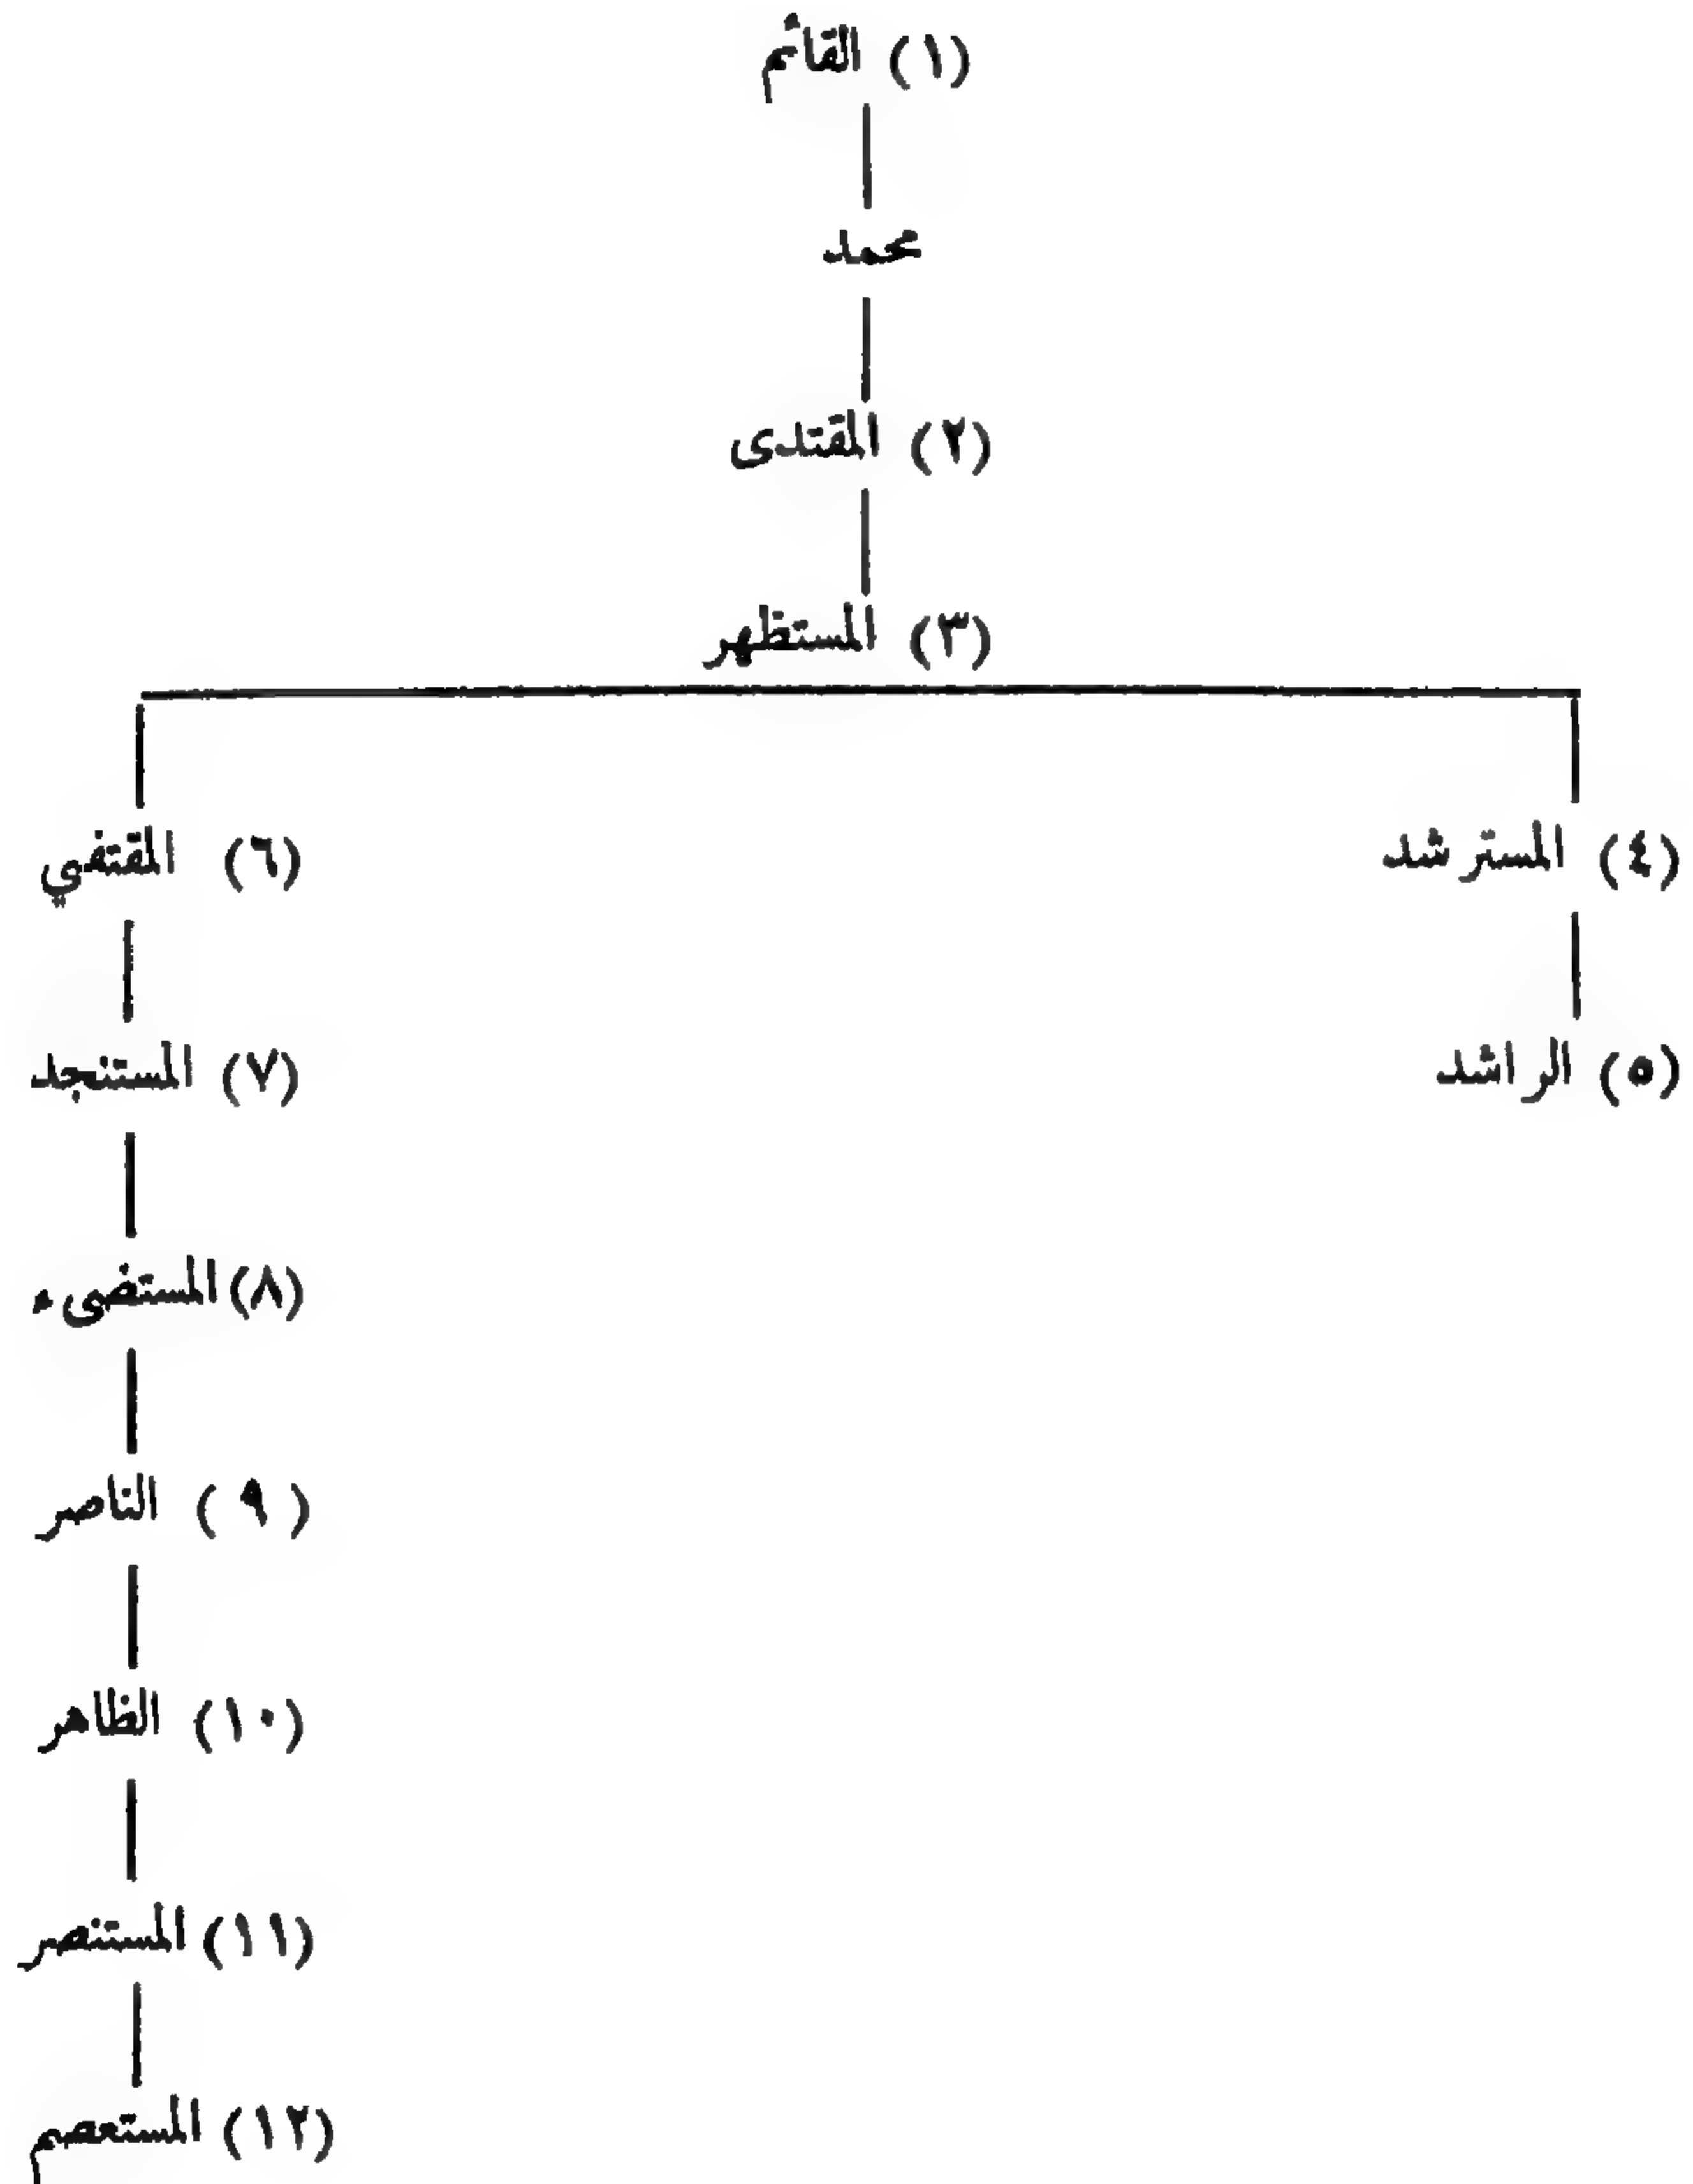 (١) القائم
محمد
(٢) المقتدى
(٣) المستظهر
(٤) المسترشد
(٦) المقتفي
(٥) الراشد
(٧) المستنجد
(٨) المستضىء
(٩) الناصر
(١٠) الظاهر
(١١) المستنصر
(١٢) المستعصم